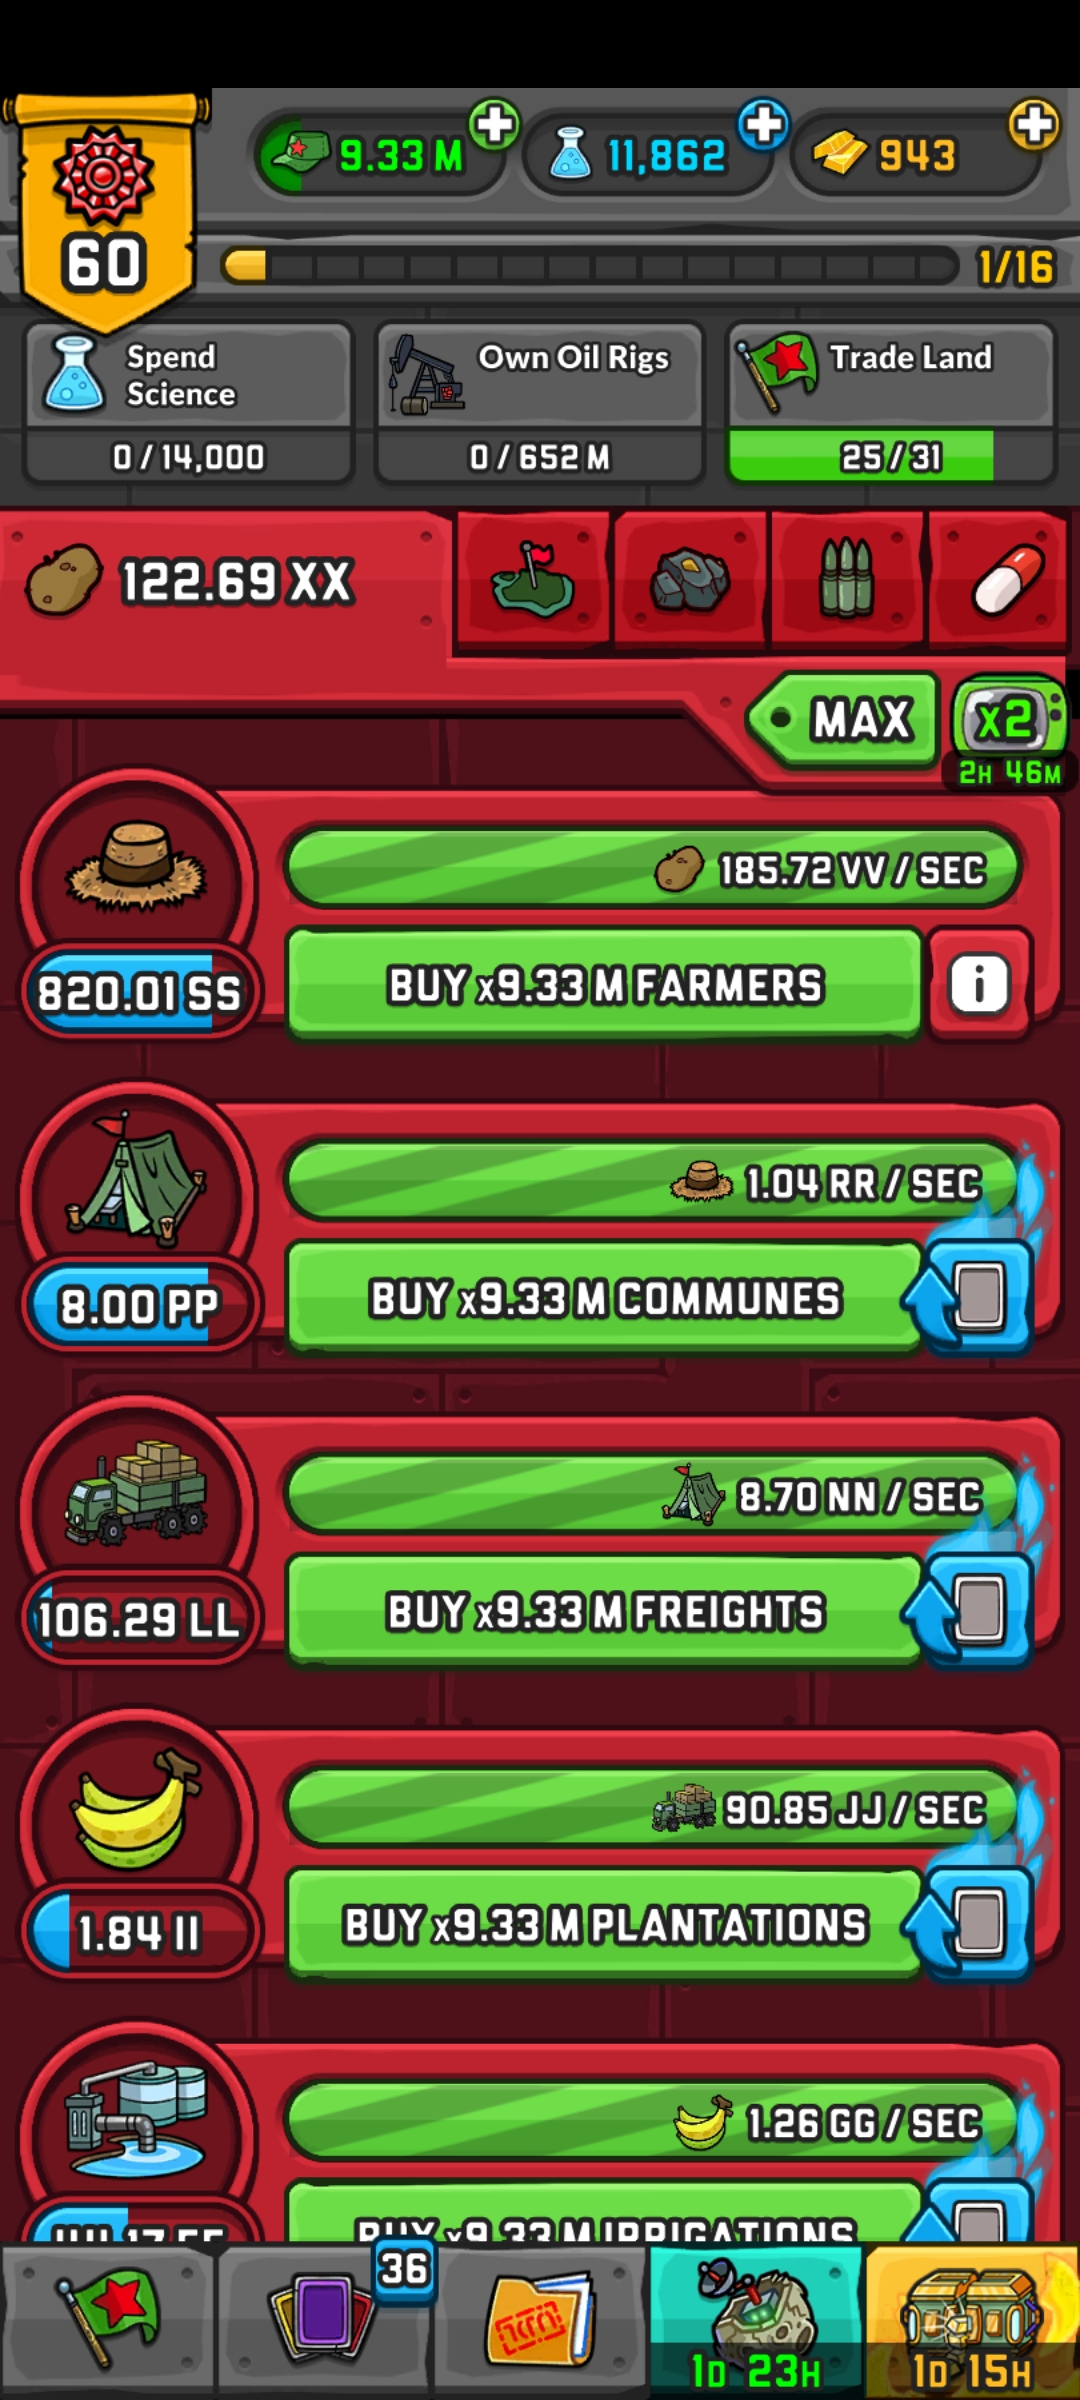 60
9.33 M
11,862
943
1/16
Spend
Science
0/14,000
Own Oil Rigs
0/652 M
Trade Land
25/31
122.69 XX
MAX
x2
2H 46M
185.72 VV / SEC
820.01 SS
BUY x9.33 M FARMERS
i
1.04 RR / SEC
8.00 PP
BUY x9.33 M COMMUNES
8.70 NN / SEC
106.29 LL
BUY x9.33 M FREIGHTS
90.85 JJ / SEC
1.84 II
BUY x9.33 M PLANTATIONS
1.26 GG / SEC
BUY x9.33 M IRRIGATIONS
36
1D 23H
1D 15H